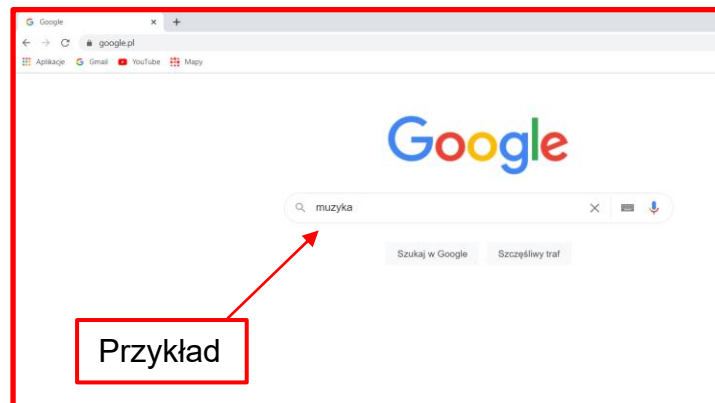 Google
google.pl
Aplikacje Gmail YouTube Mapy
Google
muzyka
Szukaj w Google Szczęśliwy traf
Przykład